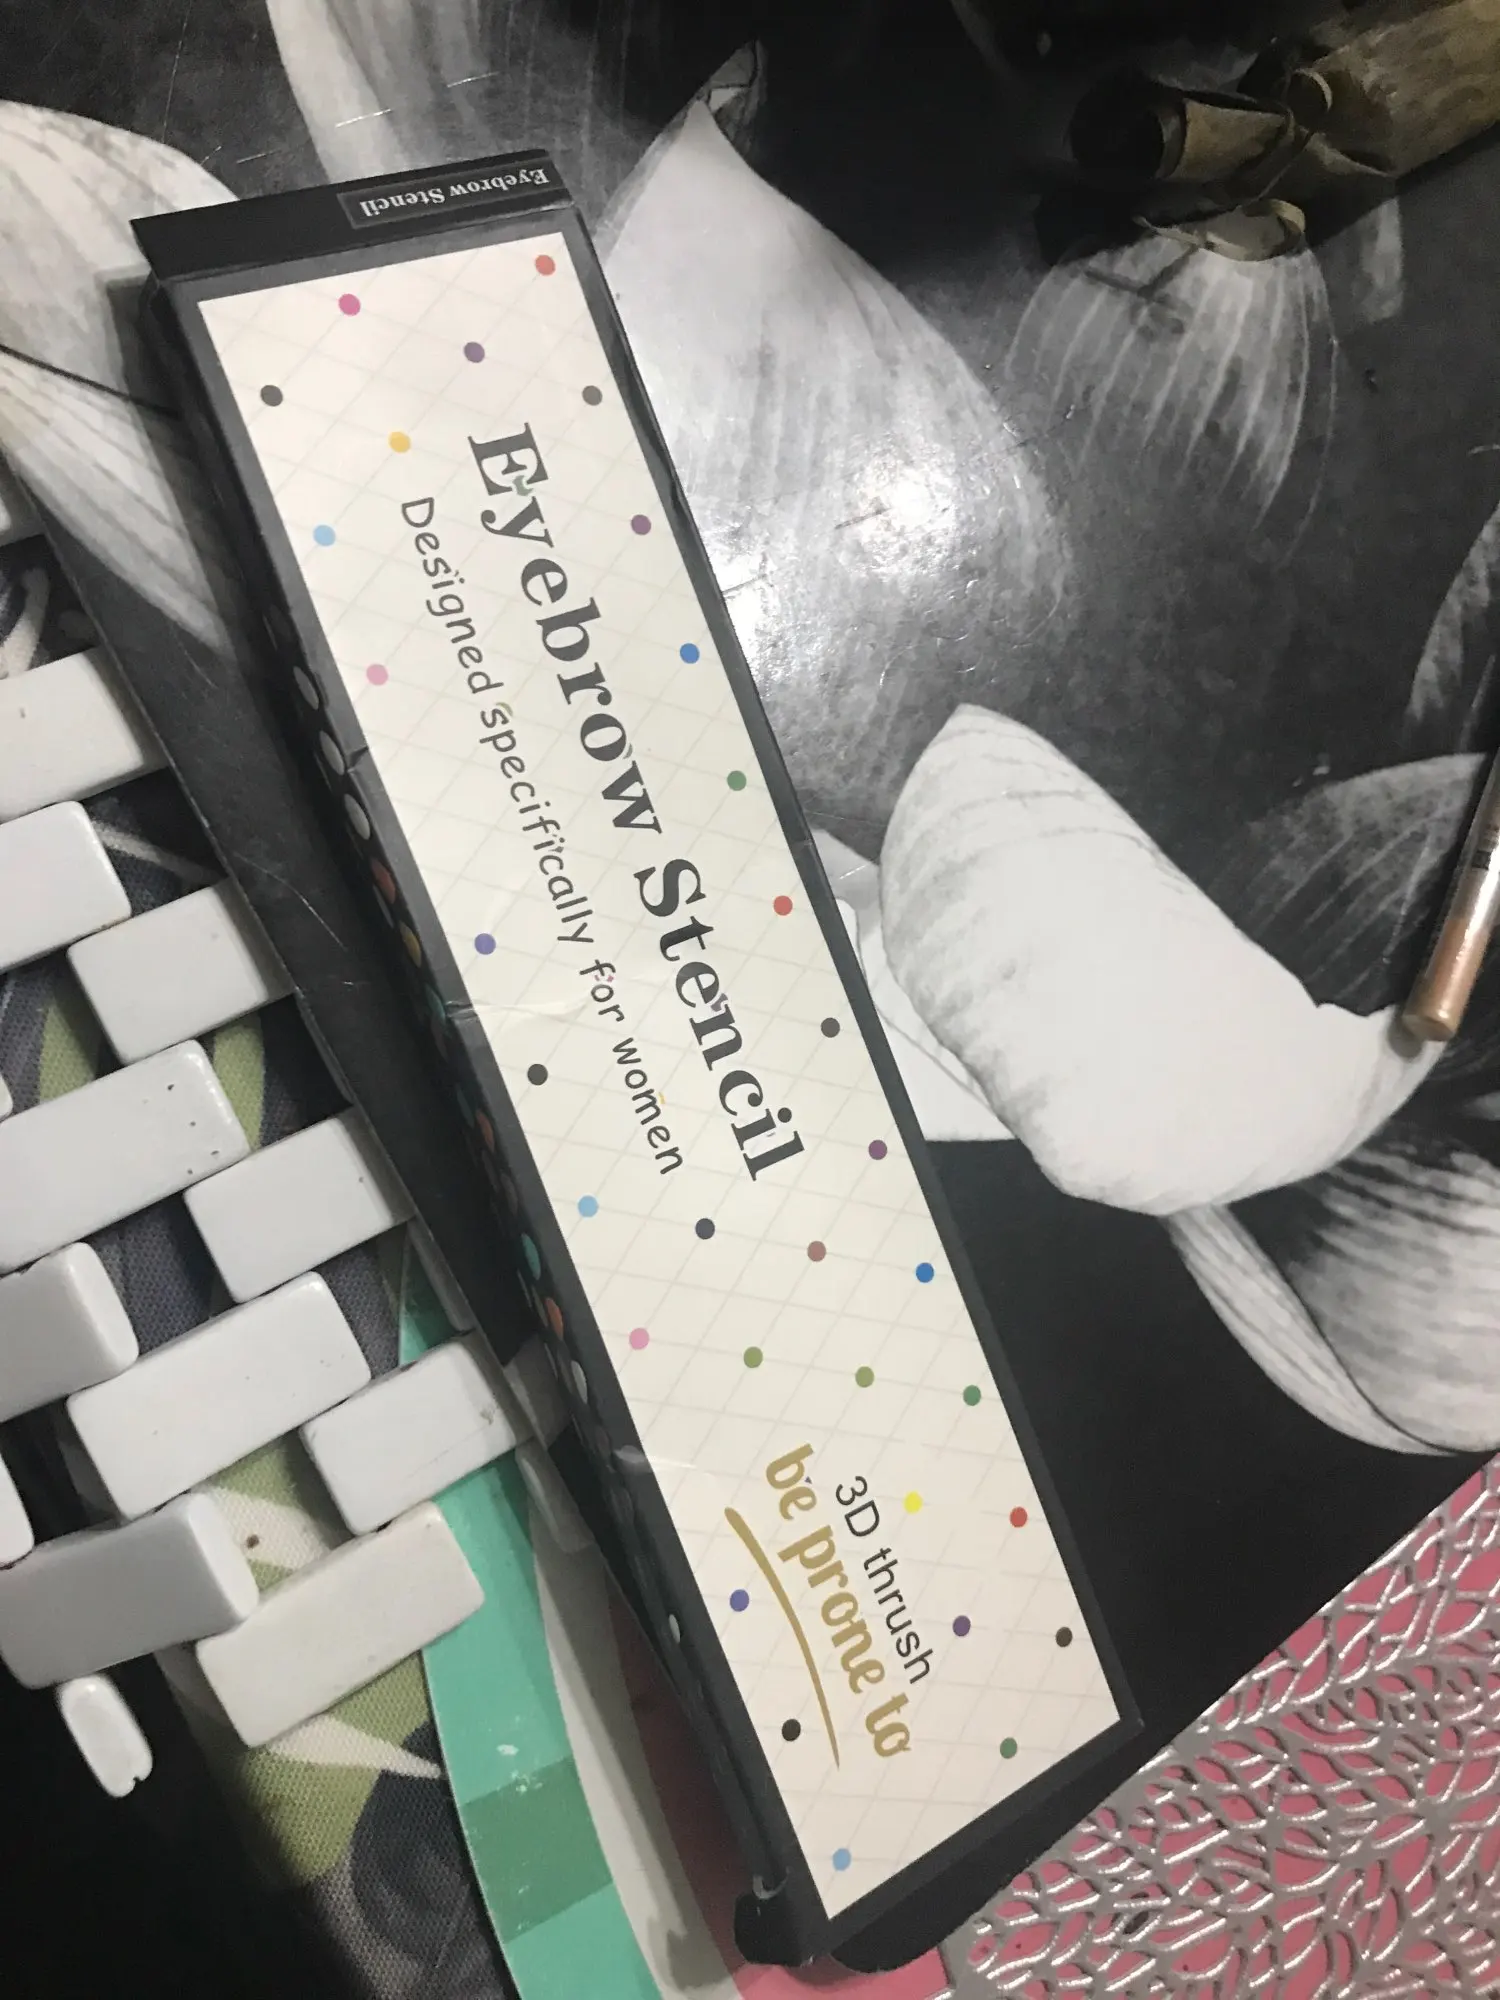 Eyebrow Stencil
Eyebrow Stencil
Designed specifically for women
3D thrush
be prone to